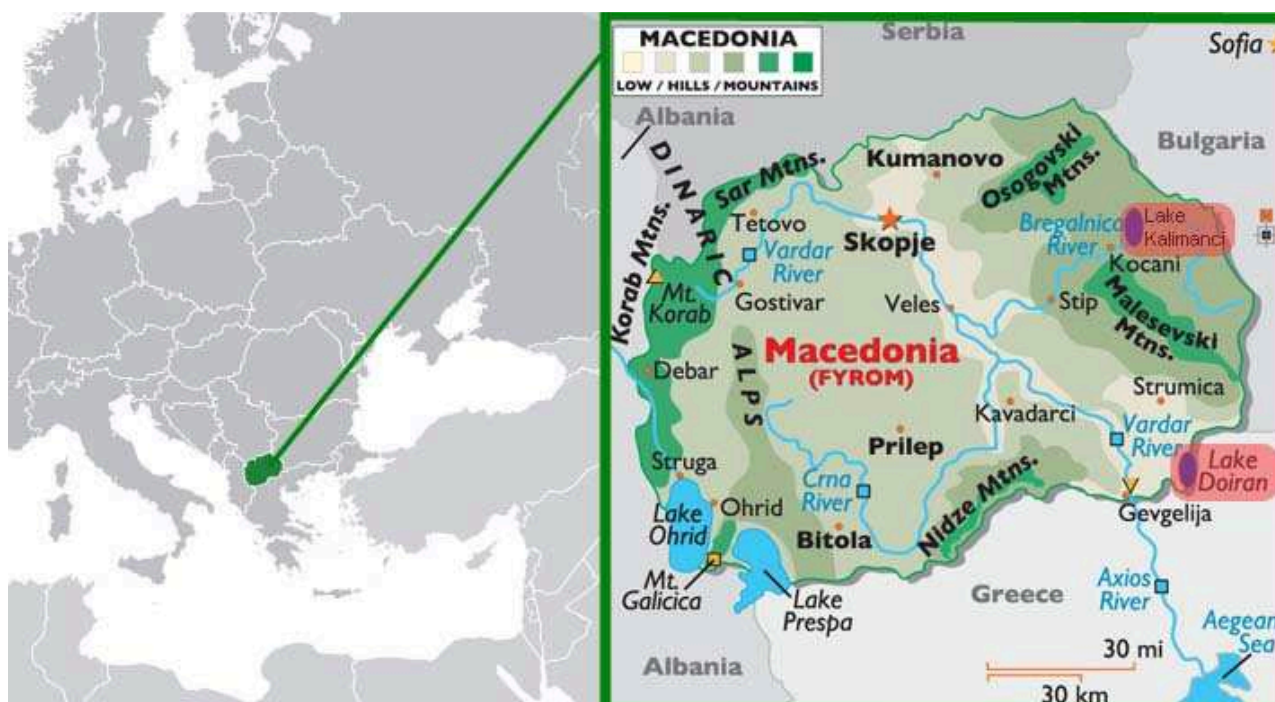 MACEDONIA
LOW / HILLS / MOUNTAINS
Serbia
Sofia
Albania
Bulgaria
DINARIC
ALPS
Sar Mtns.
Korab Mtns.
Kumanovo
Osogovski
Mtns.
Tetovo
Vardar
River
Skopje
Bregalnica
River
Lake
Kalimanci
Kocani
Mt.
Korab
Gostivar
Veles
Stip
Malesevski
Mtns.
Macedonia
(FYROM)
Debar
Strumica
Kavadarci
Prilep
Vardar
River
Struga
Crna
River
Nidze Mtns.
Lake
Doiran
Lake
Ohrid
Ohrid
Bitola
Gevgelija
Mt.
Galicica
Lake
Prespa
Greece
Axios
River
Aegean
Sea
Albania
30 mi
30 km